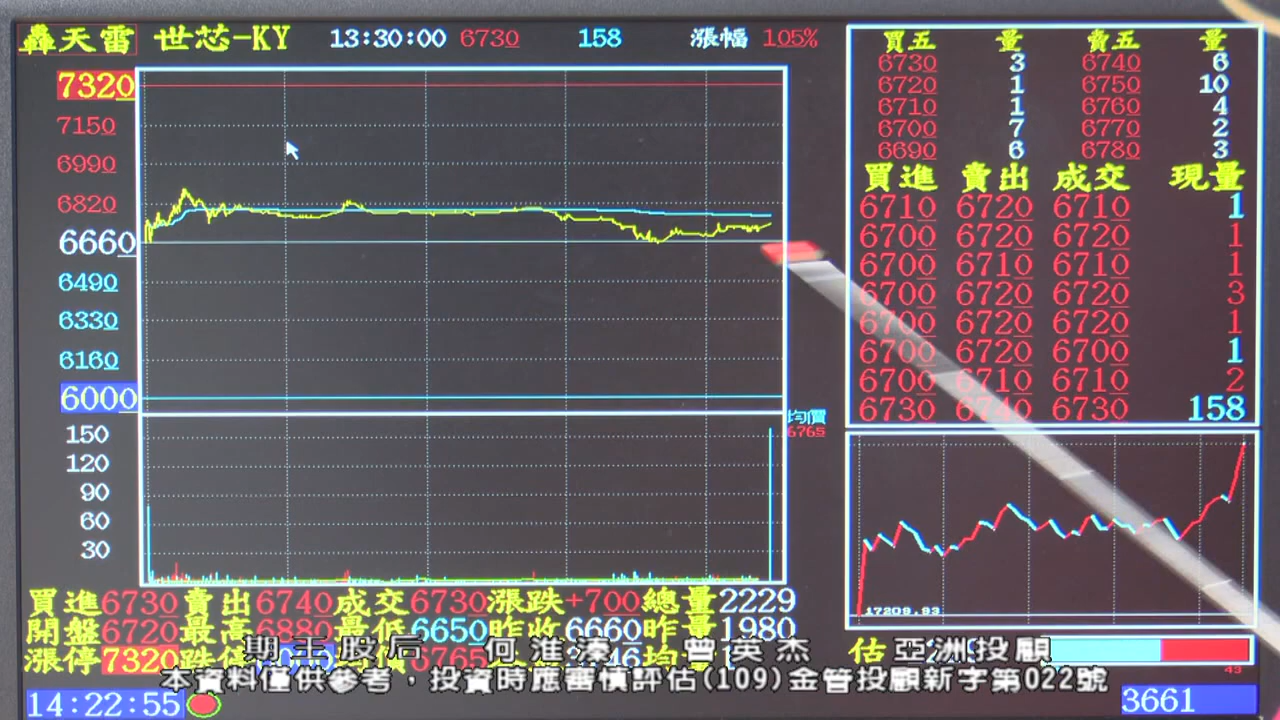 轟天雷 世芯-KY 13:30:00 6730 158 漲幅 1.05%
7320
7150
6990
6820
6660
6490
6330
6160
6000
150
120
90
60
30
均價
6765
買五 量 賣五 量
6730 3 6740 6
6720 1 6750 10
6710 1 6760 4
6700 7 6770 2
6690 6 6780 3
買進 賣出 成交 現量
6710 6720 6710 1
6700 6720 6720 1
6700 6710 6710 1
6700 6720 6720 3
6700 6720 6720 1
6700 6720 6700 1
6700 6710 6710 2
6730 6740 6730 158
17209.93
買進6730賣出6740成交6730漲跌+700總量2229
開盤6720最高6880最低6650昨收6660昨量1980
漲停7320跌停 6765
估
43
期王股后 何進溱 曾英杰 亞洲投顧
本資料僅供參考，投資時應審慎評估(109)金管投顧新字第022號
14:22:55 3661